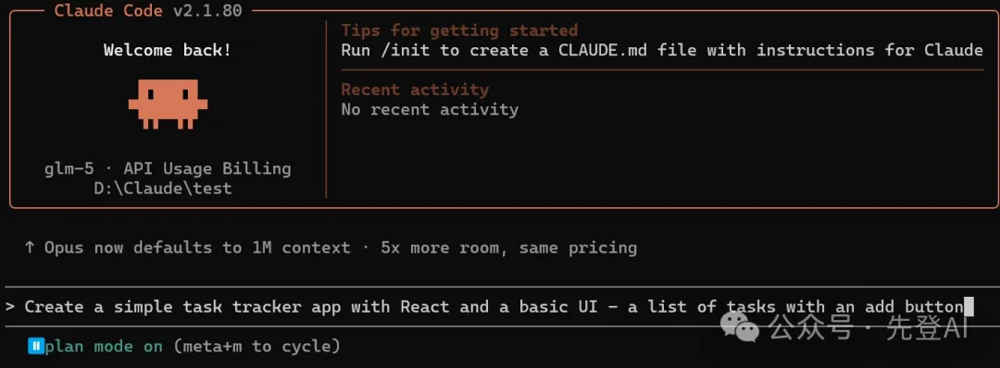 Claude Code v2.1.80
Welcome back!
glm-5 · API Usage Billing
D:\Claude\test
Tips for getting started
Run /init to create a CLAUDE.md file with instructions for Claude
Recent activity
No recent activity
↑ Opus now defaults to 1M context · 5x more room, same pricing
> Create a simple task tracker app with React and a basic UI - a list of tasks with an add button
⏸plan mode on (meta+m to cycle)
公众号 · 先登AI